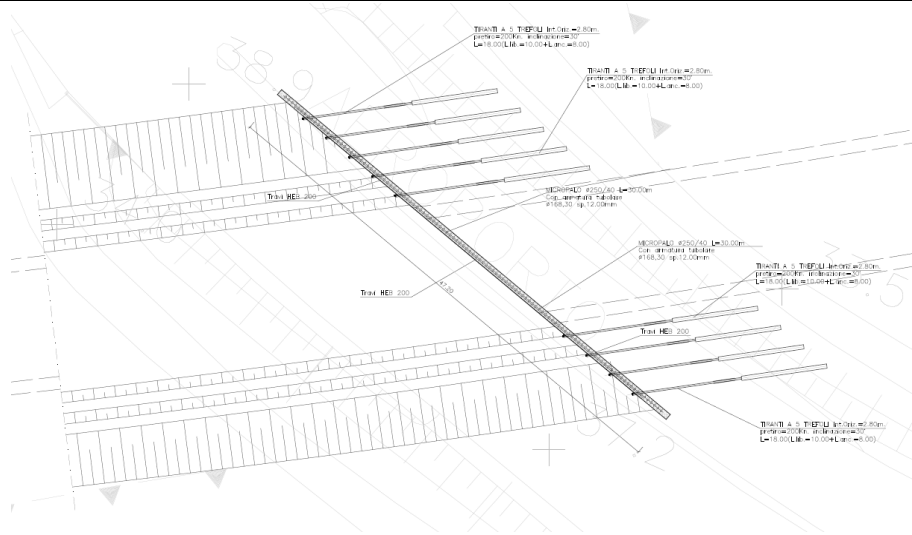 TIRANTI A 5 TREFOLI Int.Oriz.=2.80m.
pretiro=200Kn. inclinazione=30°
L=18.00(L.lib.=10.00+L.anc.=8.00)
TIRANTI A 5 TREFOLI Int.Oriz.=2.80m.
pretiro=200Kn. inclinazione=30°
L=18.00(L.lib.=10.00+L.anc.=8.00)
Travi HEB 200
MICROPALO ø250/40 L=30.00m
Con armatura tubolare
ø168,30 sp.12.00mm
MICROPALO ø250/40 L=30.00m
Con armatura tubolare
ø168,30 sp.12.00mm
TIRANTI A 5 TREFOLI Int.Oriz.=2.80m.
pretiro=200Kn. inclinazione=30°
L=18.00(L.lib.=10.00+L.anc.=8.00)
Travi HEB 200
47.20
Travi HEB 200
TIRANTI A 5 TREFOLI Int.Oriz.=2.80m.
pretiro=200Kn. inclinazione=30°
L=18.00(L.lib.=10.00+L.anc.=8.00)